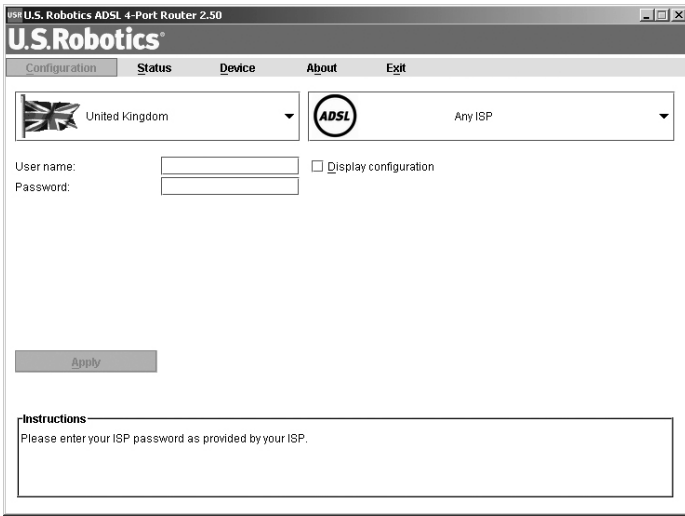 USR U.S. Robotics ADSL 4-Port Router 2.50
U.S.Robotics®
Configuration Status Device About Exit
United Kingdom ADSL Any ISP
User name: Display configuration
Password:
Apply
Instructions
Please enter your ISP password as provided by your ISP.